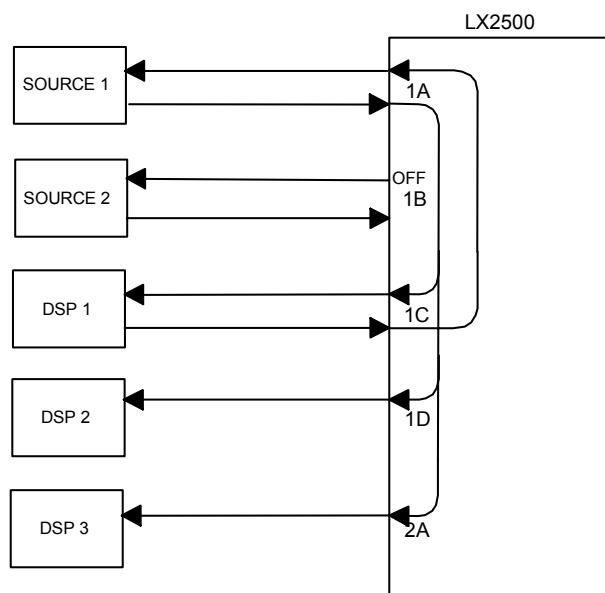 LX2500
SOURCE 1
1A
SOURCE 2
OFF
1B
DSP 1
1C
DSP 2
1D
DSP 3
2A